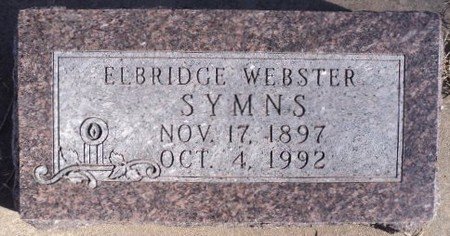 ELBRIDGE WEBSTER
SYMNS
NOV. 17, 1897
OCT. 4, 1992